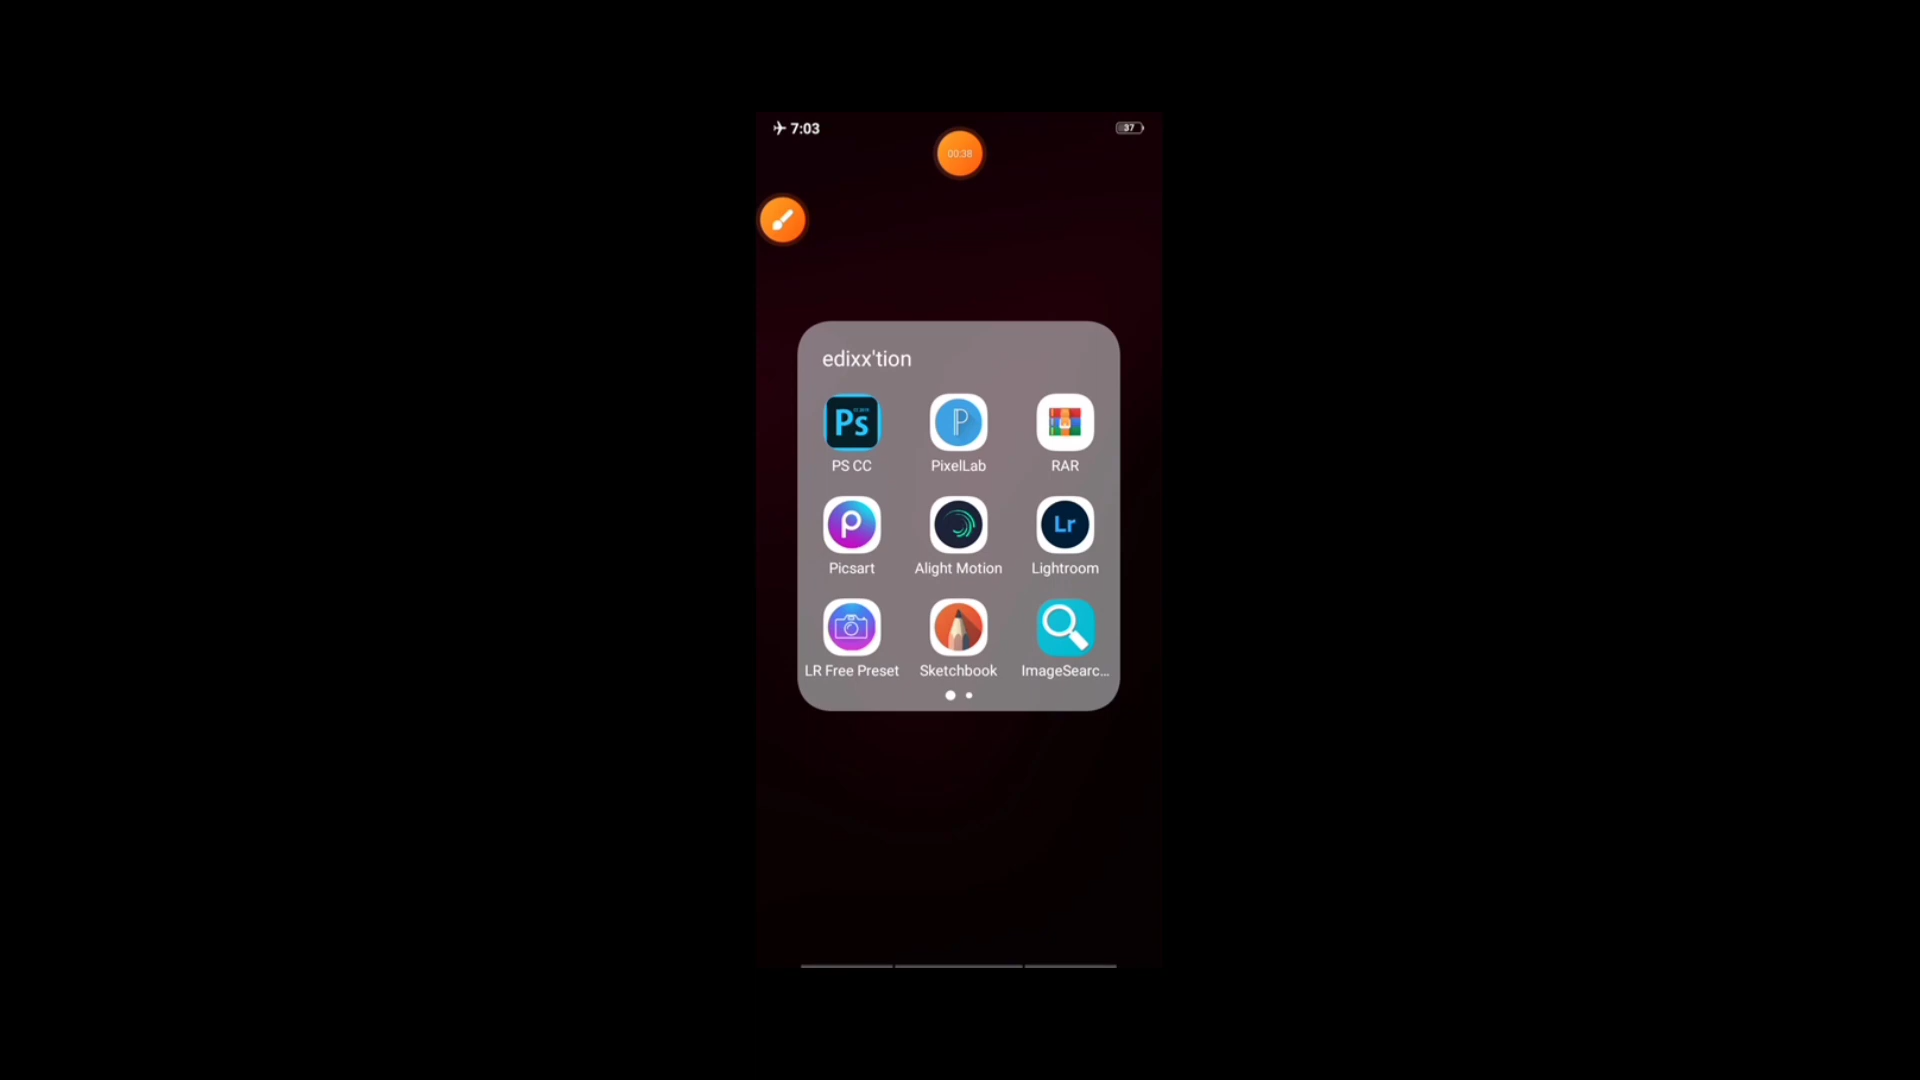 7:03
37
00:38
edixx'tion
Ps
PS CC
P
PixelLab
RAR
P
Picsart
Alight Motion
Lr
Lightroom
LR Free Preset
Sketchbook
ImageSearc...